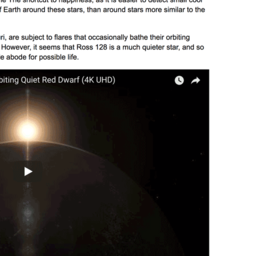 e The shortcut to happiness, as it is easier to detect small cool
f Earth around these stars, than around stars more similar to the
ri, are subject to flares that occasionally bathe their orbiting
However, it seems that Ross 128 is a much quieter star, and so
e abode for possible life.
biting Quiet Red Dwarf (4K UHD)